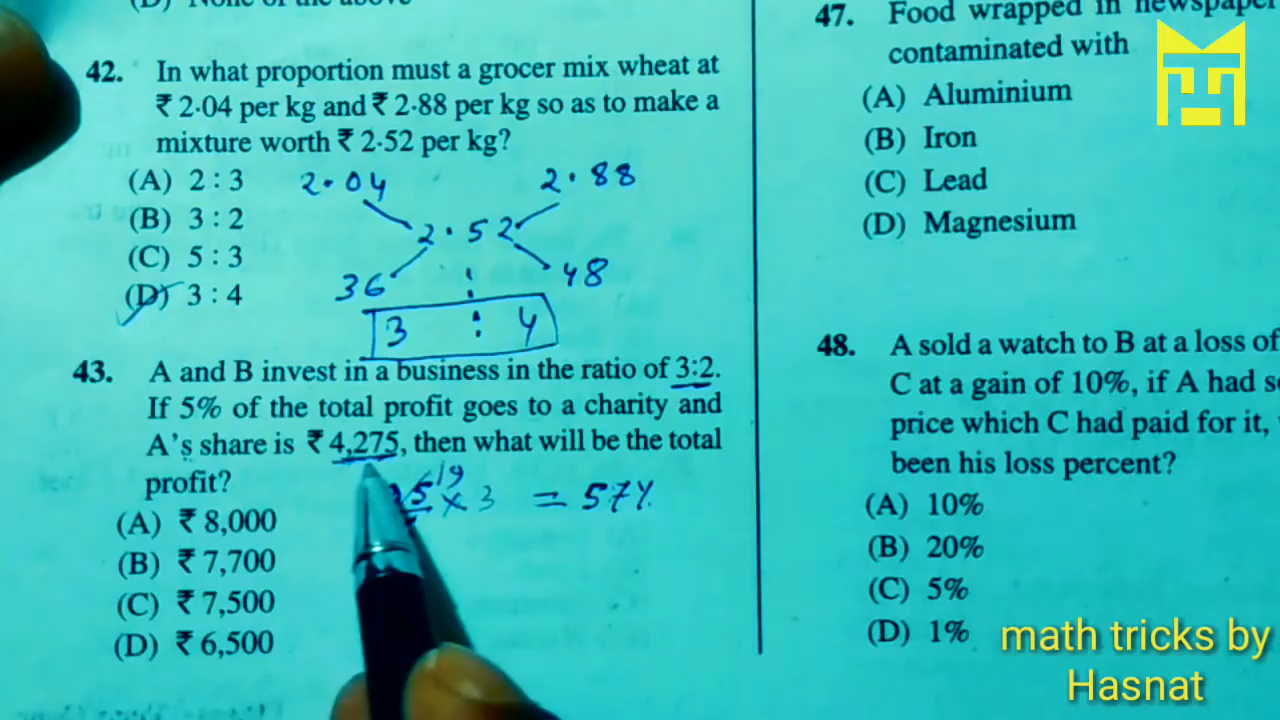 (D) None of the above
42. In what proportion must a grocer mix wheat at
₹ 2·04 per kg and ₹ 2·88 per kg so as to make a
mixture worth ₹ 2·52 per kg?
(A) 2 : 3
(B) 3 : 2
(C) 5 : 3
(D) 3 : 4
2·04 2·88
2·52
36 : 48
3 : 4
43. A and B invest in a business in the ratio of 3:2.
If 5% of the total profit goes to a charity and
A's share is ₹ 4,275, then what will be the total
profit?
19
× 3 = 57%
(A) ₹ 8,000
(B) ₹ 7,700
(C) ₹ 7,500
(D) ₹ 6,500
47. Food wrapped in newspaper
contaminated with
(A) Aluminium
(B) Iron
(C) Lead
(D) Magnesium
48. A sold a watch to B at a loss of
C at a gain of 10%, if A had
price which C had paid for it,
been his loss percent?
(A) 10%
(B) 20%
(C) 5%
(D) 1%
math tricks by
Hasnat